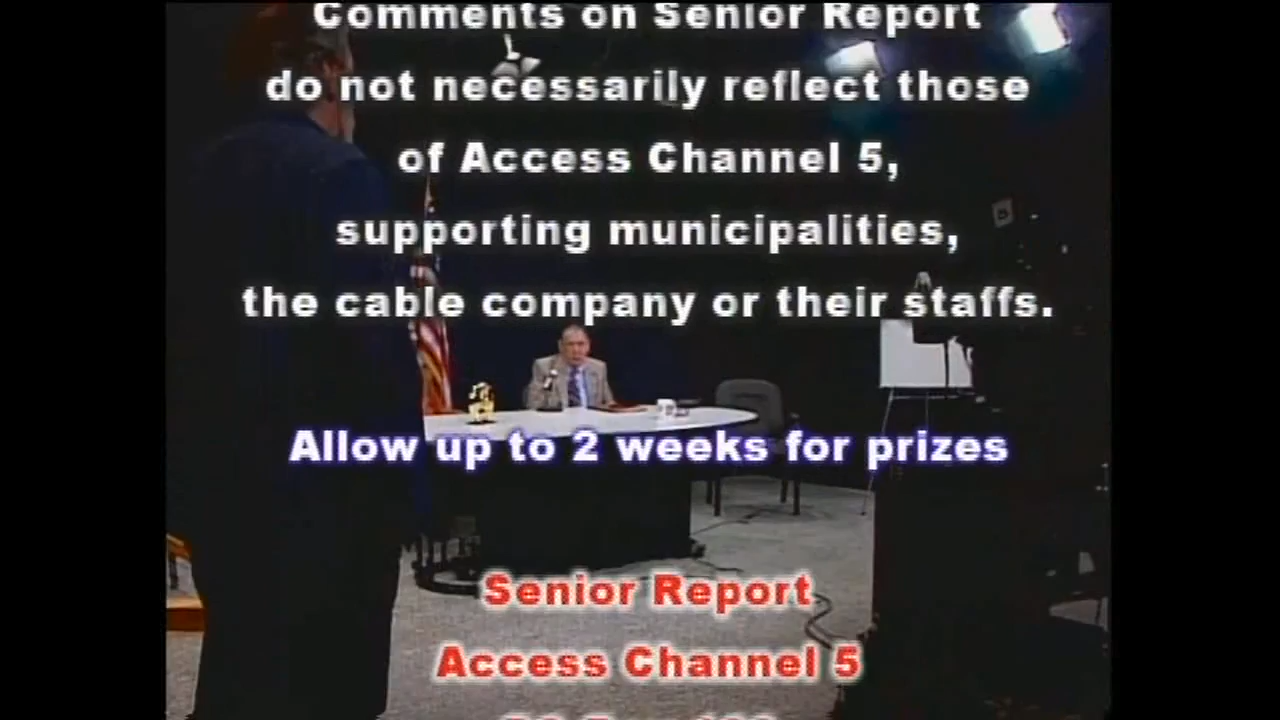 Comments on Senior Report
do not necessarily reflect those
of Access Channel 5,
supporting municipalities,
the cable company or their staffs.
Allow up to 2 weeks for prizes
Senior Report
Access Channel 5